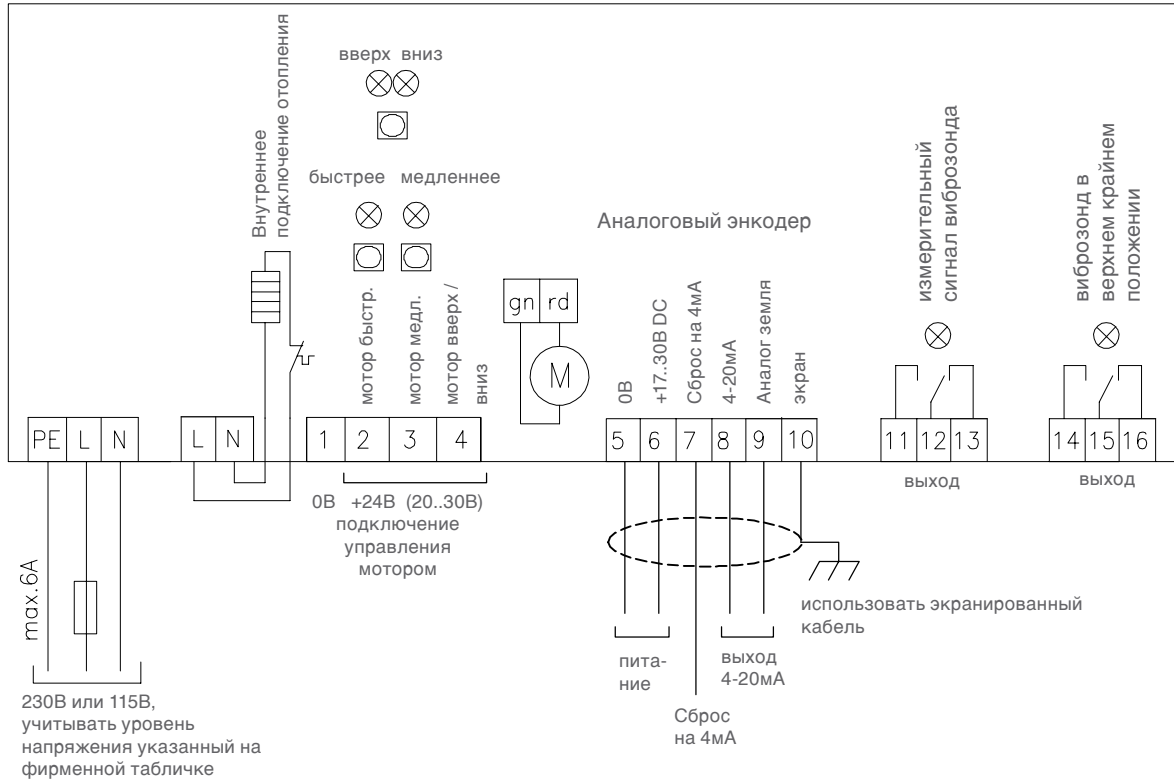 вверх вниз
Внутреннее
подключение отопления
быстрее медленнее
Аналоговый энкодер
измерительный
сигнал виброзонда
виброзонд в
верхнем крайнем
положении
мотор быстр.
мотор медл.
мотор вверх /
вниз
gn rd
M
0В
+17..30В DC
Сброс на 4мА
4-20мА
Аналог земля
экран
PE L N
L N
1 2 3 4
5 6 7 8 9 10
11 12 13
14 15 16
выход
выход
0В +24В (20..30В)
подключение
управления
мотором
max.6A
использовать экранированный
кабель
пита-
ние
выход
4-20мА
Сброс
на 4мА
230В или 115В,
учитывать уровень
напряжения указанный на
фирменной табличке